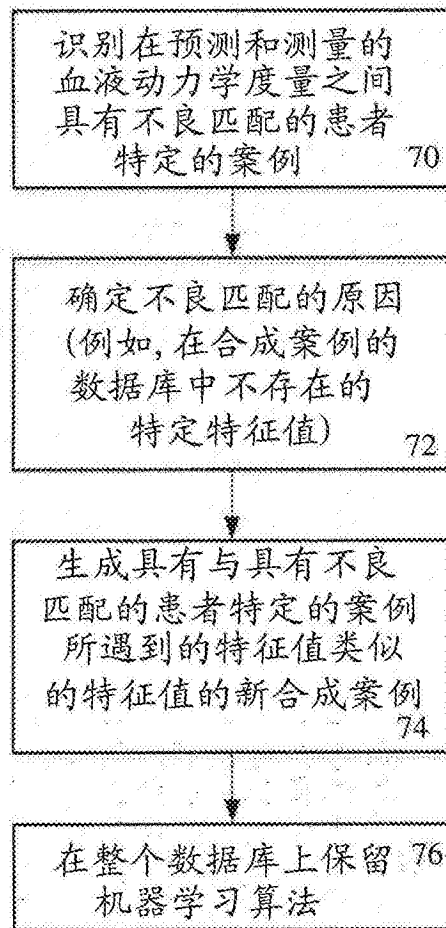 识别在预测和测量的
血液动力学度量之间
具有不良匹配的患者
特定的案例 70
确定不良匹配的原因
(例如,在合成案例的
数据库中不存在的
特定特征值) 72
生成具有与具有不良
匹配的患者特定的案例
所遇到的特征值类似
的特征值的新合成案例
74
在整个数据库上保留 76
机器学习算法